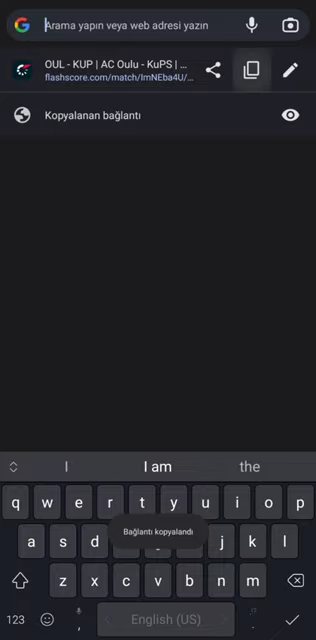 Arama yapın veya web adresi yazın
OUL - KUP | AC Oulu - KuPS | ...
flashscore.com/match/ImNEba4U/...
Kopyalanan bağlantı
I I am the
q w e r t y u i o p
a s d j k l
Bağlantı kopyalandı
z x c v b n m
123 , English (US) .